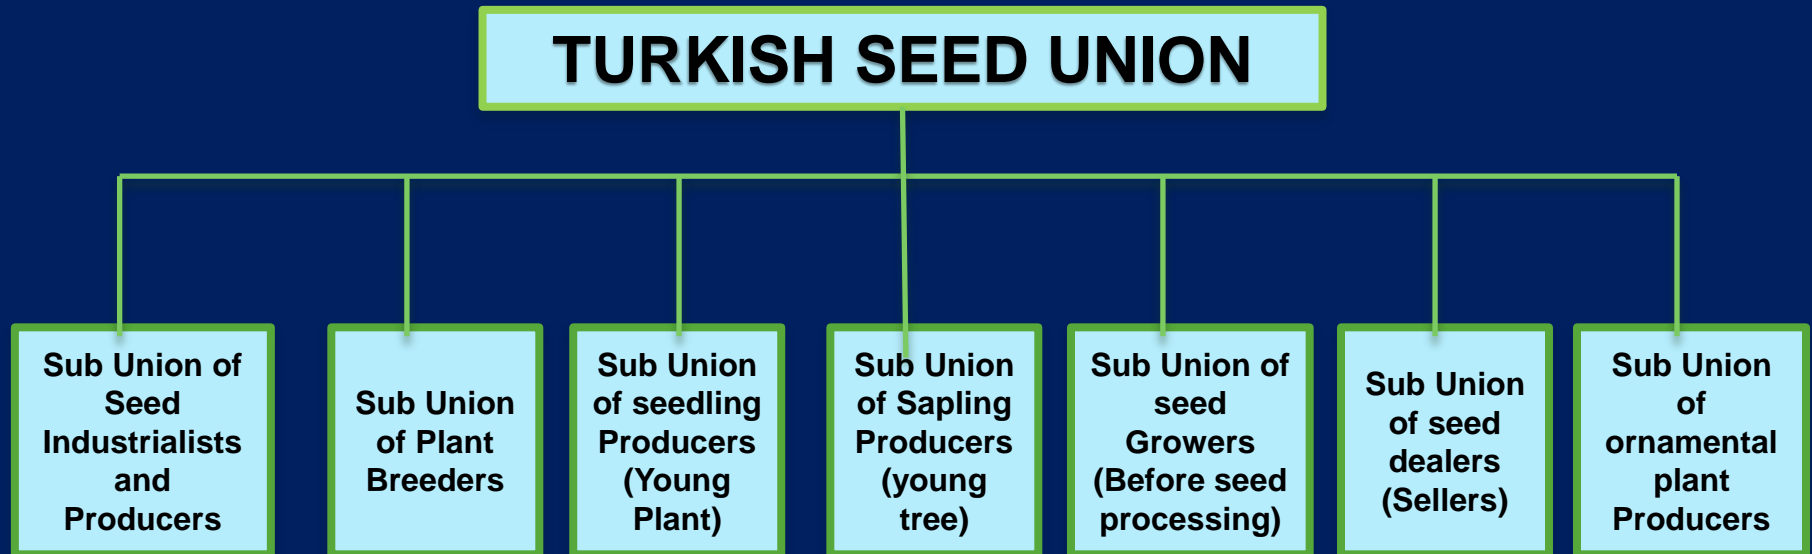 TURKISH SEED UNION
Sub Union of
Seed
Industrialists
and
Producers
Sub Union
of Plant
Breeders
Sub Union
of seedling
Producers
(Young
Plant)
Sub Union
of Sapling
Producers
(young
tree)
Sub Union of
seed
Growers
(Before seed
processing)
Sub Union
of seed
dealers
(Sellers)
Sub Union
of
ornamental
plant
Producers